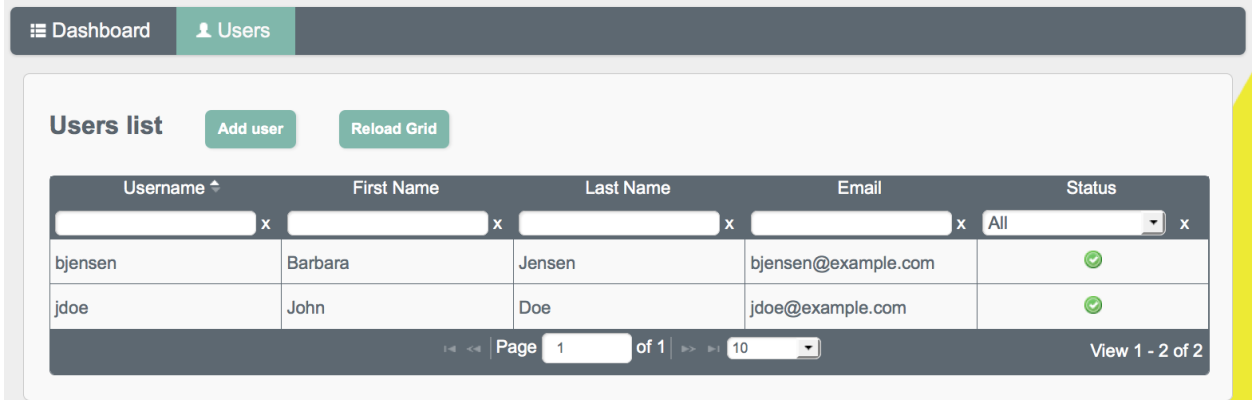 Dashboard Users
Users list Add user Reload Grid
Username First Name Last Name Email Status
x x x x All x
bjensen Barbara Jensen bjensen@example.com
jdoe John Doe jdoe@example.com
Page 1 of 1 10 View 1 - 2 of 2